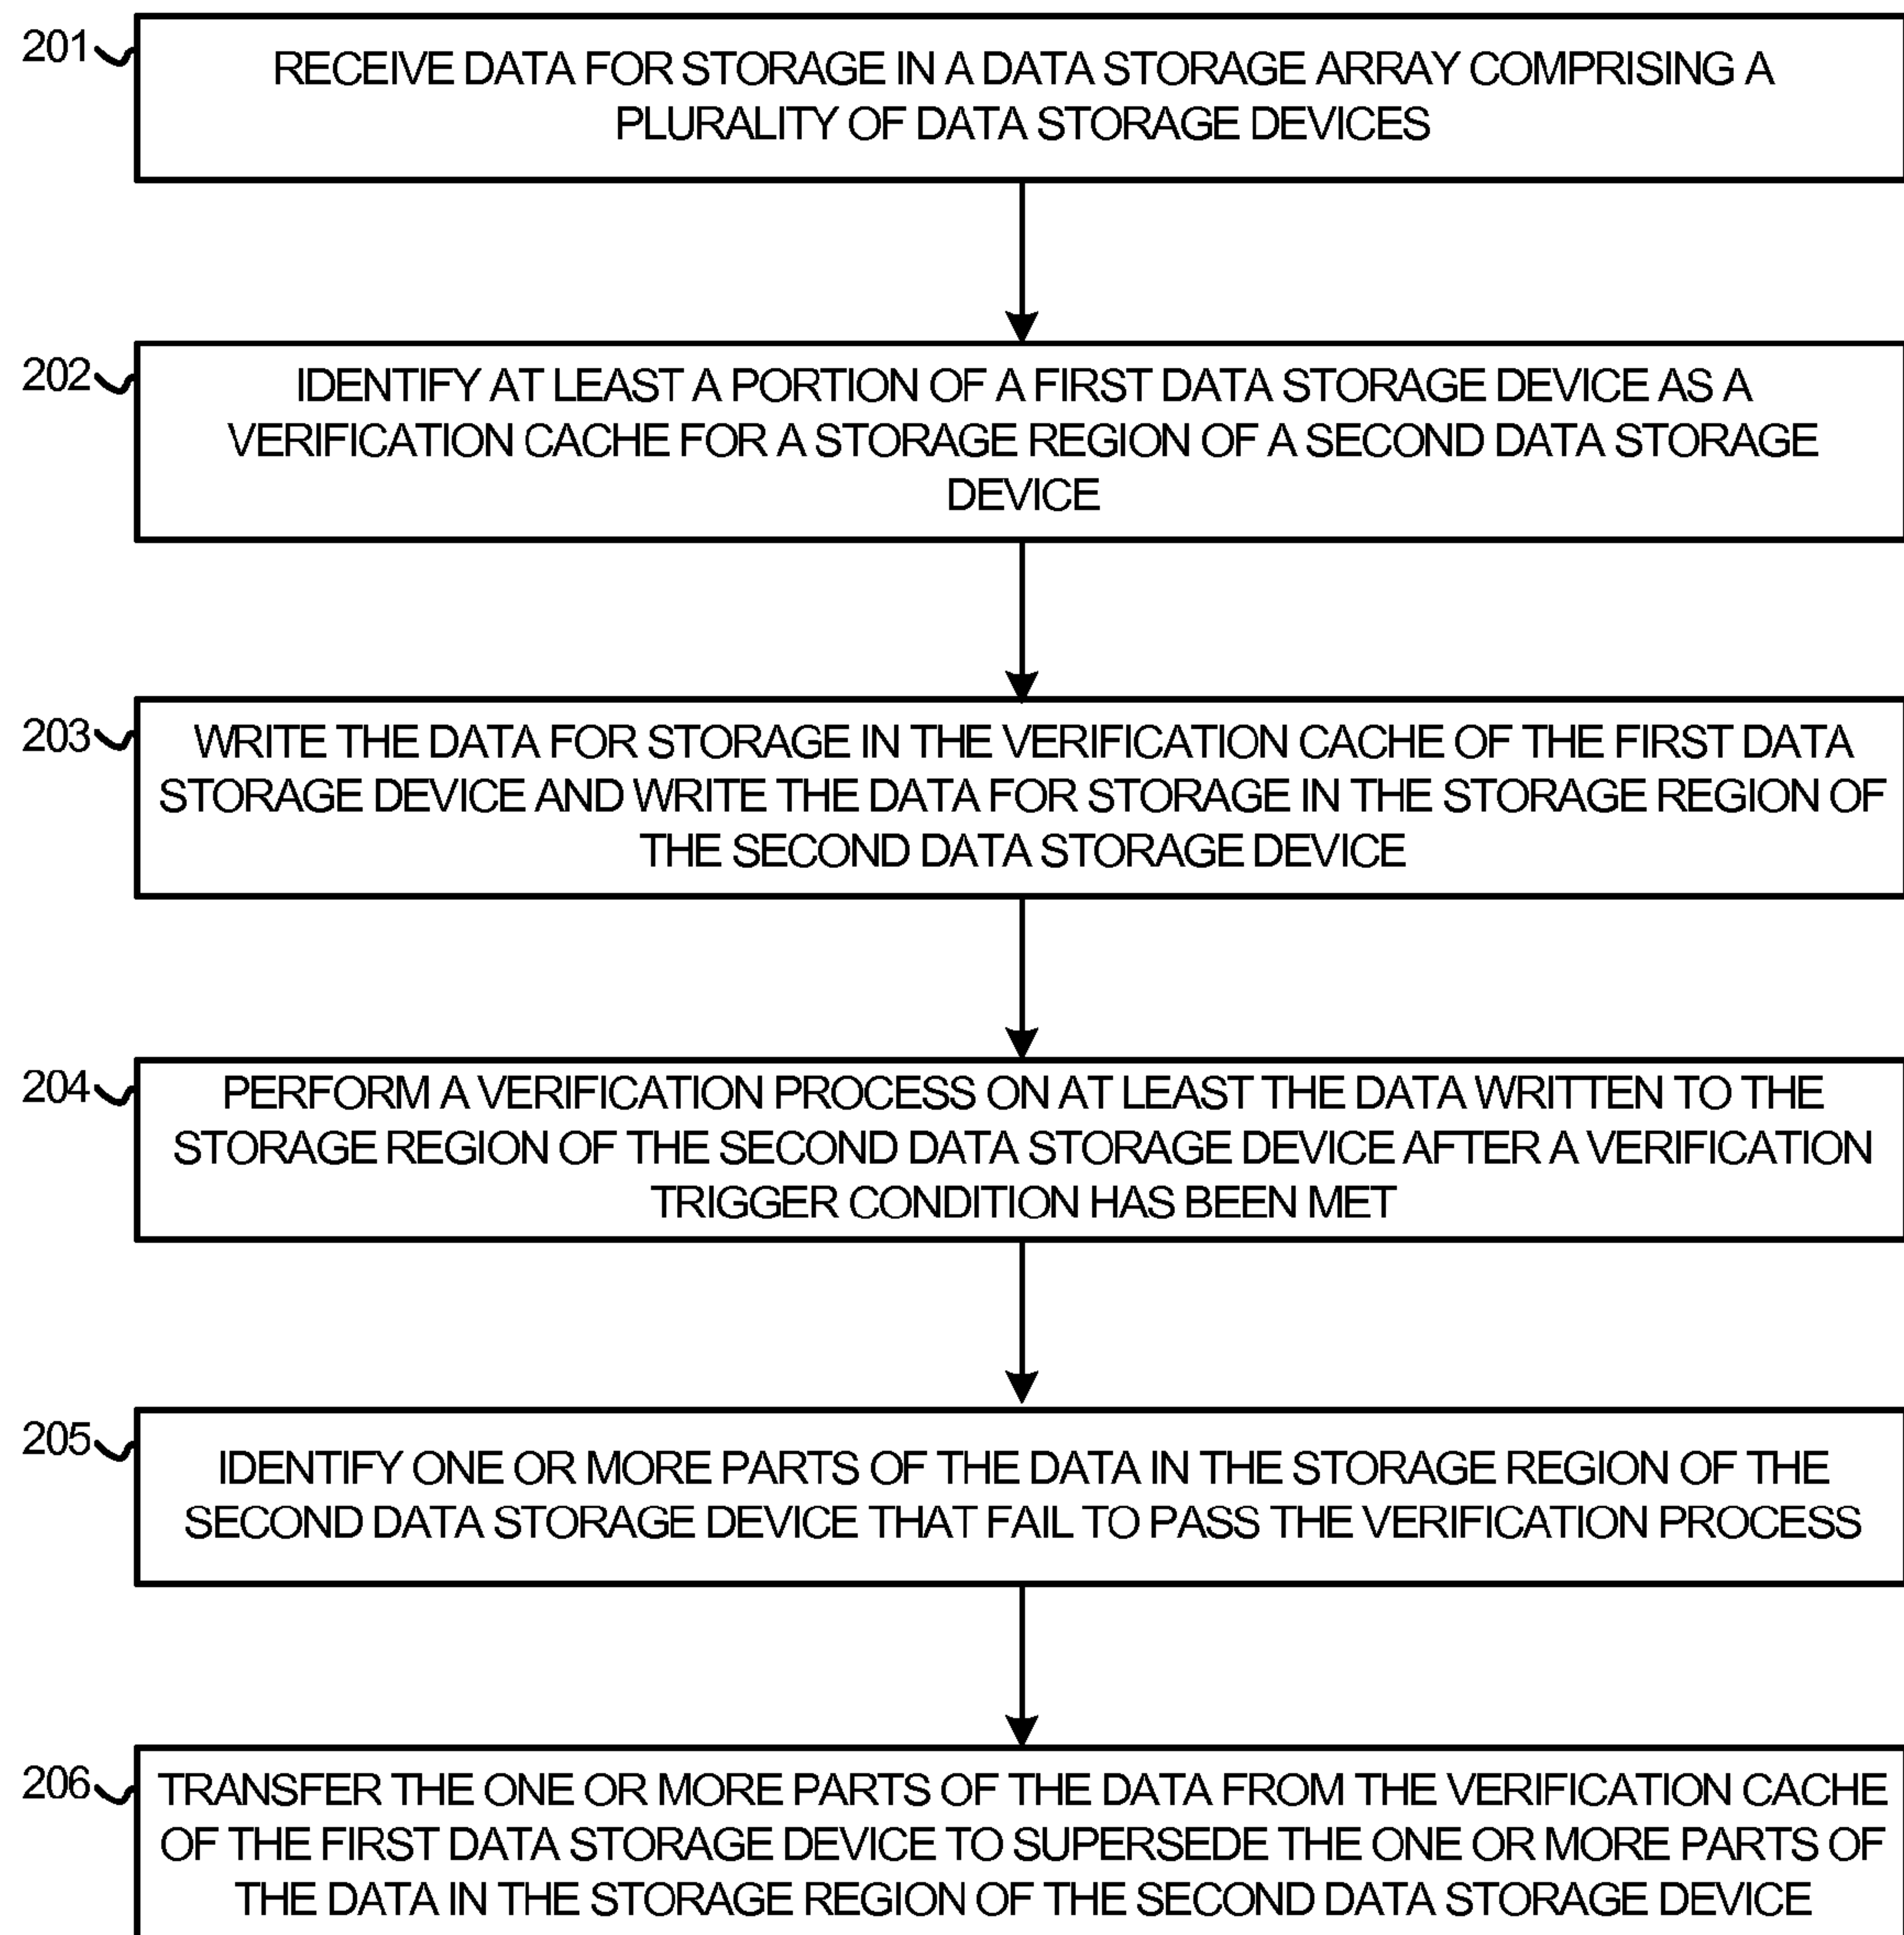 201
RECEIVE DATA FOR STORAGE IN A DATA STORAGE ARRAY COMPRISING A
PLURALITY OF DATA STORAGE DEVICES
202
IDENTIFY AT LEAST A PORTION OF A FIRST DATA STORAGE DEVICE AS A
VERIFICATION CACHE FOR A STORAGE REGION OF A SECOND DATA STORAGE
DEVICE
203
WRITE THE DATA FOR STORAGE IN THE VERIFICATION CACHE OF THE FIRST DATA
STORAGE DEVICE AND WRITE THE DATA FOR STORAGE IN THE STORAGE REGION OF
THE SECOND DATA STORAGE DEVICE
204
PERFORM A VERIFICATION PROCESS ON AT LEAST THE DATA WRITTEN TO THE
STORAGE REGION OF THE SECOND DATA STORAGE DEVICE AFTER A VERIFICATION
TRIGGER CONDITION HAS BEEN MET
205
IDENTIFY ONE OR MORE PARTS OF THE DATA IN THE STORAGE REGION OF THE
SECOND DATA STORAGE DEVICE THAT FAIL TO PASS THE VERIFICATION PROCESS
206
TRANSFER THE ONE OR MORE PARTS OF THE DATA FROM THE VERIFICATION CACHE
OF THE FIRST DATA STORAGE DEVICE TO SUPERSEDE THE ONE OR MORE PARTS OF
THE DATA IN THE STORAGE REGION OF THE SECOND DATA STORAGE DEVICE